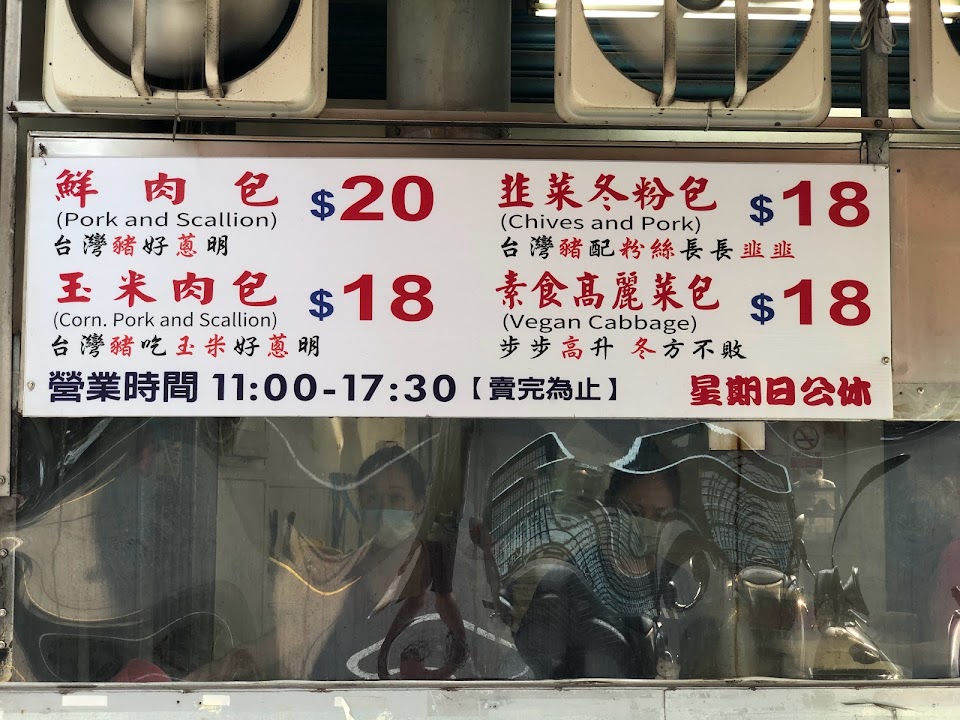 鮮肉包 $20
(Pork and Scallion)
台灣豬好蔥明
玉米肉包 $18
(Corn. Pork and Scallion)
台灣豬吃玉米好蔥明
韭菜冬粉包 $18
(Chives and Pork)
台灣豬配粉絲長長韭韭
素食高麗菜包 $18
(Vegan Cabbage)
步步高升 冬方不敗
營業時間 11:00-17:30【賣完為止】 星期日公休